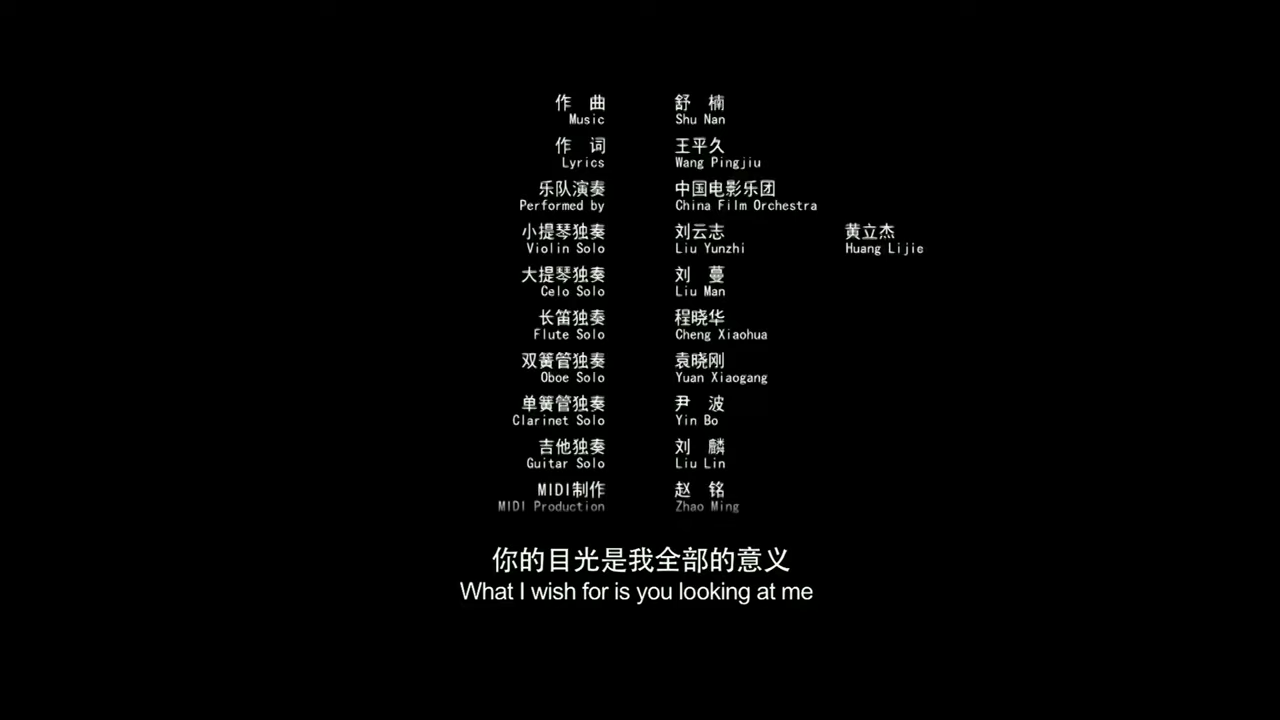 作 曲 舒 楠
Music Shu Nan
作 词 王平久
Lyrics Wang Pingjiu
乐队演奏 中国电影乐团
Performed by China Film Orchestra
小提琴独奏 刘云志 黄立杰
Violin Solo Liu Yunzhi Huang Lijie
大提琴独奏 刘 蔓
Celo Solo Liu Man
长笛独奏 程晓华
Flute Solo Cheng Xiaohua
双簧管独奏 袁晓刚
Oboe Solo Yuan Xiaogang
单簧管独奏 尹 波
Clarinet Solo Yin Bo
吉他独奏 刘 麟
Guitar Solo Liu Lin
MIDI制作 赵 铭
MIDI Production Zhao Ming
你的目光是我全部的意义
What I wish for is you looking at me